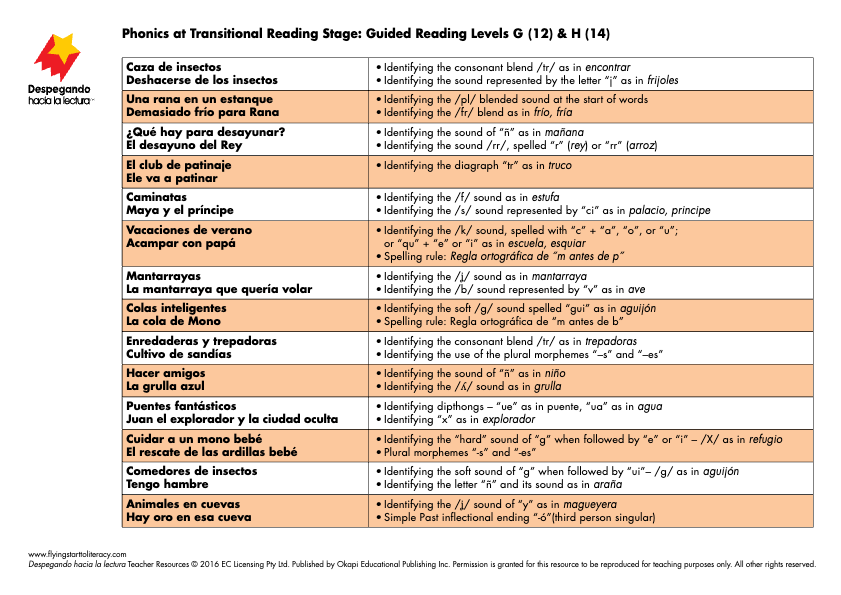 Phonics at Transitional Reading Stage: Guided Reading Levels G (12) & H (14)
Despegando
hacia la lectura™
Caza de insectos
Deshacerse de los insectos
• Identifying the consonant blend /tr/ as in encontrar
• Identifying the sound represented by the letter “j” as in frijoles
Una rana en un estanque
Demasiado frío para Rana
• Identifying the /pl/ blended sound at the start of words
• Identifying the /fr/ blend as in frío, fría
¿Qué hay para desayunar?
El desayuno del Rey
• Identifying the sound of “ñ” as in mañana
• Identifying the sound /rr/, spelled “r” (rey) or “rr” (arroz)
El club de patinaje
Ele va a patinar
• Identifying the diagraph “tr” as in truco
Caminatas
Maya y el príncipe
• Identifying the /f/ sound as in estufa
• Identifying the /s/ sound represented by “ci” as in palacio, principe
Vacaciones de verano
Acampar con papá
• Identifying the /k/ sound, spelled with “c” + “a”, “o”, or “u”;
or “qu” + “e” or “i” as in escuela, esquiar
• Spelling rule: Regla ortográfica de “m antes de p”
Mantarrayas
La mantarraya que quería volar
• Identifying the /ʝ/ sound as in mantarraya
• Identifying the /b/ sound represented by “v” as in ave
Colas inteligentes
La cola de Mono
• Identifying the soft /g/ sound spelled “gui” as in aguijón
• Spelling rule: Regla ortográfica de “m antes de b”
Enredaderas y trepadoras
Cultivo de sandías
• Identifying the consonant blend /tr/ as in trepadoras
• Identifying the use of the plural morphemes “–s” and “–es”
Hacer amigos
La grulla azul
• Identifying the sound of “ñ” as in niño
• Identifying the /ʎ/ sound as in grulla
Puentes fantásticos
Juan el explorador y la ciudad oculta
• Identifying dipthongs – “ue” as in puente, “ua” as in agua
• Identifying “x” as in explorador
Cuidar a un mono bebé
El rescate de las ardillas bebé
• Identifying the “hard” sound of “g” when followed by “e” or “i” – /X/ as in refugio
• Plural morphemes “-s” and “-es”
Comedores de insectos
Tengo hambre
• Identifying the soft sound of “g” when followed by “ui”– /g/ as in aguijón
• Identifying the letter “ñ” and its sound as in araña
Animales en cuevas
Hay oro en esa cueva
• Identifying the /ʝ/ sound of “y” as in magueyera
• Simple Past inflectional ending “-ó”(third person singular)
www.flyingstarttoliteracy.com
Despegando hacia la lectura Teacher Resources © 2016 EC Licensing Pty Ltd. Published by Okapi Educational Publishing Inc. Permission is granted for this resource to be reproduced for teaching purposes only. All other rights reserved.